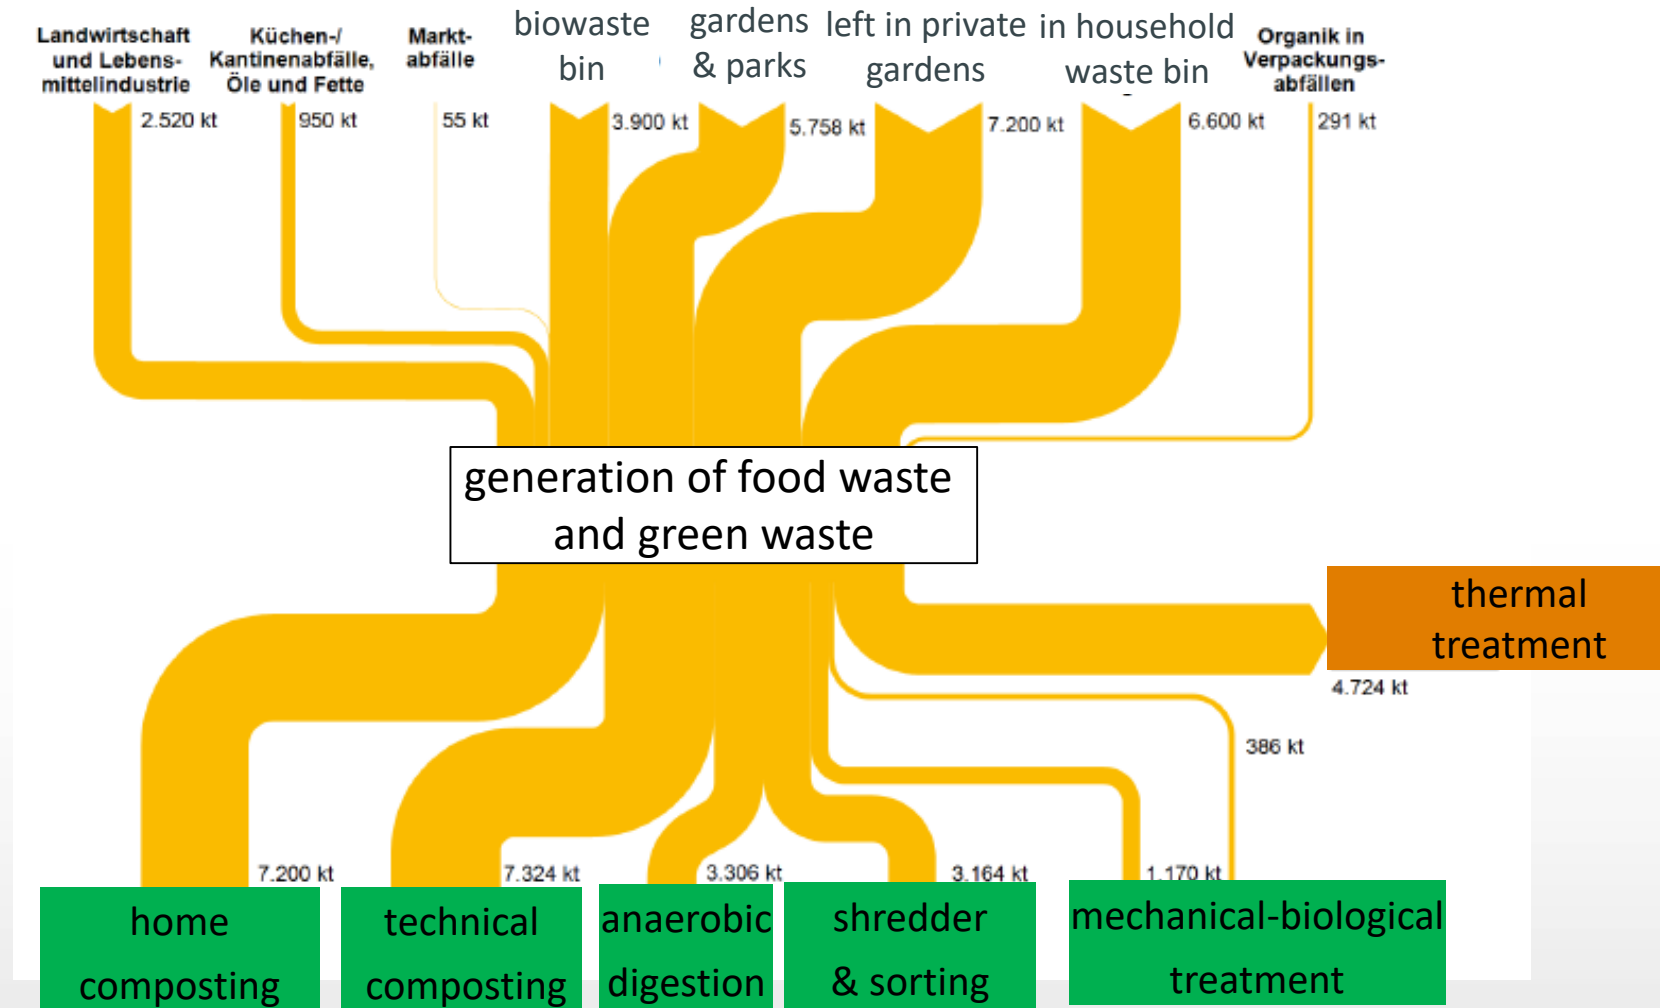 Landwirtschaft
und Lebens-
mittelindustrie
2.520 kt
Küchen-/
Kantinenabfälle,
Öle und Fette
950 kt
Markt-
abfälle
55 kt
biowaste
bin
3.900 kt
gardens
& parks
5.758 kt
left in private
gardens
7.200 kt
in household
waste bin
6.600 kt
Organik in
Verpackungs-
abfällen
291 kt
generation of food waste
and green waste
thermal
treatment
4.724 kt
386 kt
7.200 kt
7.324 kt
3.306 kt
3.164 kt
1.170 kt
home
composting
technical
composting
anaerobic
digestion
shredder
& sorting
mechanical-biological
treatment